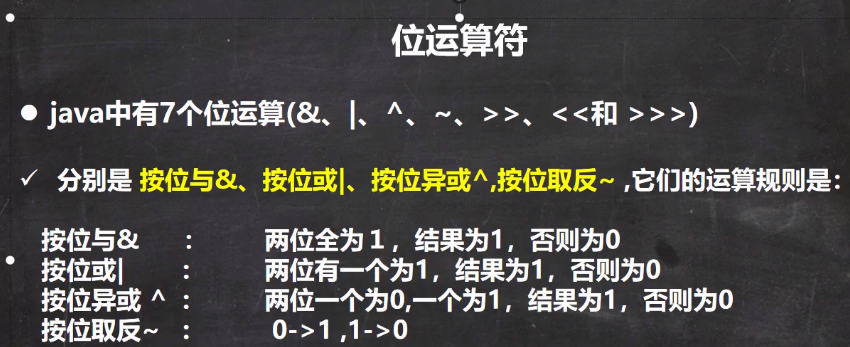 位运算符
java中有7个位运算(&、|、^、~、>>、<<和 >>>)
分别是 按位与&、按位或|、按位异或^,按位取反~ ,它们的运算规则是：
按位与& ： 两位全为１，结果为1，否则为0
按位或| ： 两位有一个为1，结果为1，否则为0
按位异或 ^ ： 两位一个为0,一个为1，结果为1，否则为0
按位取反~ ： 0->1 ,1->0